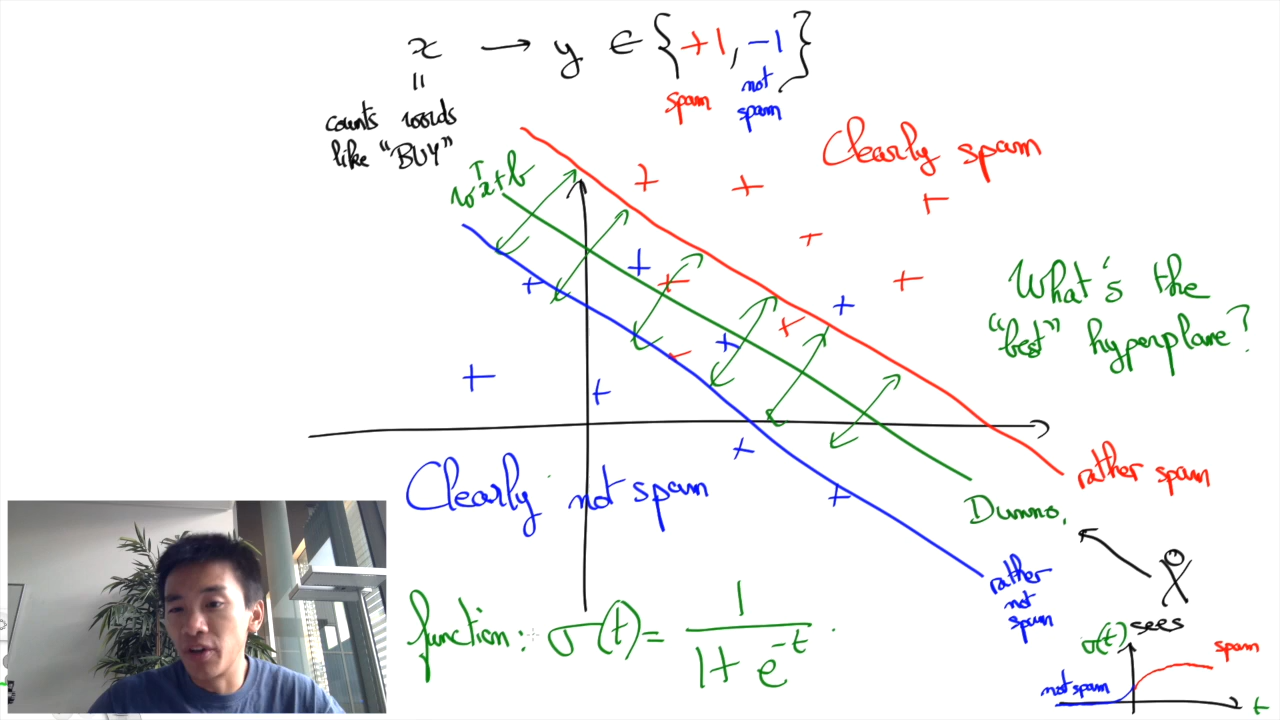 x → y ∈ {+1, -1}
spam
not
spam
"
counts words
like "BUY"
Clearly spam
wᵀx+b
What's the
"best" hyperplane?
rather spam
Clearly not spam
Dunno.
rather
not
spam
function: σ(t) = 1 / (1 + e^{-t}) .
sees
σ(t)
spam
not spam
t